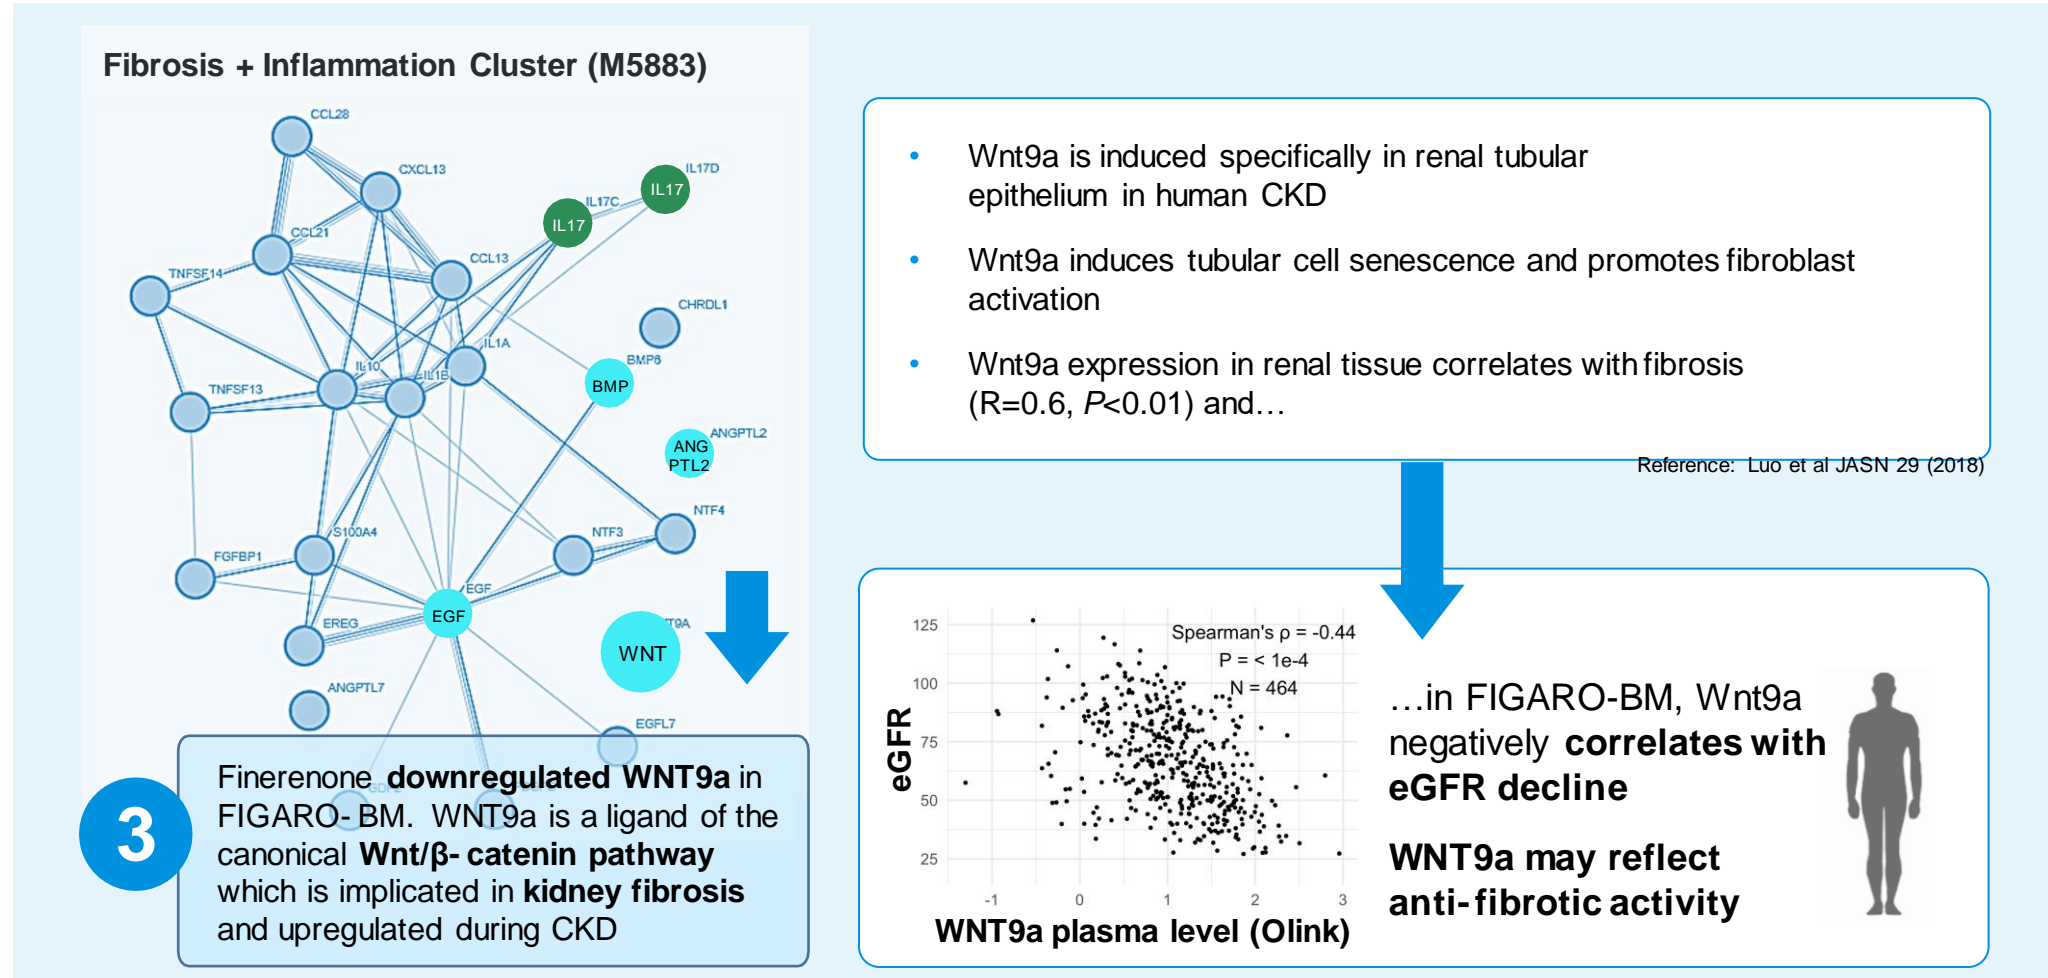 Fibrosis + Inflammation Cluster (M5883)
CCL28
CXCL13
IL17D
IL17
IL17C
IL17
CCL21
CCL13
TNFSF14
CHRDL1
IL1A
BMP6
IL10
IL1B
BMP
TNFSF13
ANGPTL2
ANG
PTL2
NTF4
S100A4
NTF3
FGFBP1
EGF
EGF
EREG
T9A
WNT
ANGPTL7
EGFL7
3
Finerenone downregulated WNT9a in
FIGARO- BM. WNT9a is a ligand of the
canonical Wnt/β- catenin pathway
which is implicated in kidney fibrosis
and upregulated during CKD
• Wnt9a is induced specifically in renal tubular
epithelium in human CKD
• Wnt9a induces tubular cell senescence and promotes fibroblast
activation
• Wnt9a expression in renal tissue correlates with fibrosis
(R=0.6, P<0.01) and…
Reference: Luo et al JASN 29 (2018)
125
100
75
50
25
eGFR
Spearman's ρ = -0.44
P = < 1e-4
N = 464
-1 0 1 2 3
WNT9a plasma level (Olink)
…in FIGARO-BM, Wnt9a
negatively correlates with
eGFR decline
WNT9a may reflect
anti- fibrotic activity